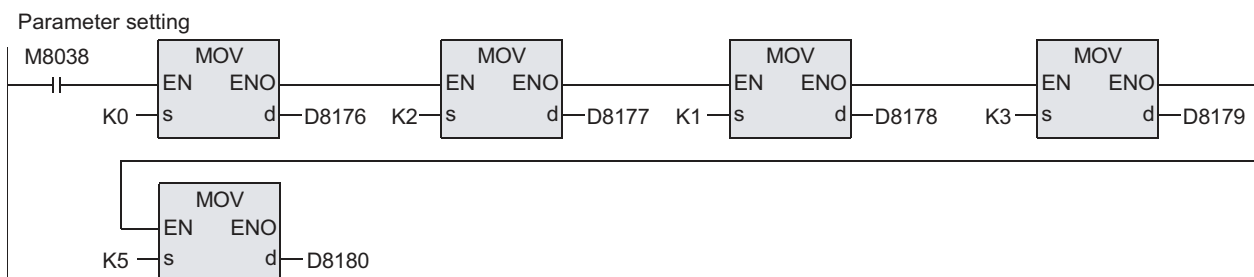 Parameter setting
M8038
MOV MOV MOV MOV
EN ENO EN ENO EN ENO EN ENO
K0 s d D8176 K2 s d D8177 K1 s d D8178 K3 s d D8179
MOV
EN ENO
K5 s d D8180